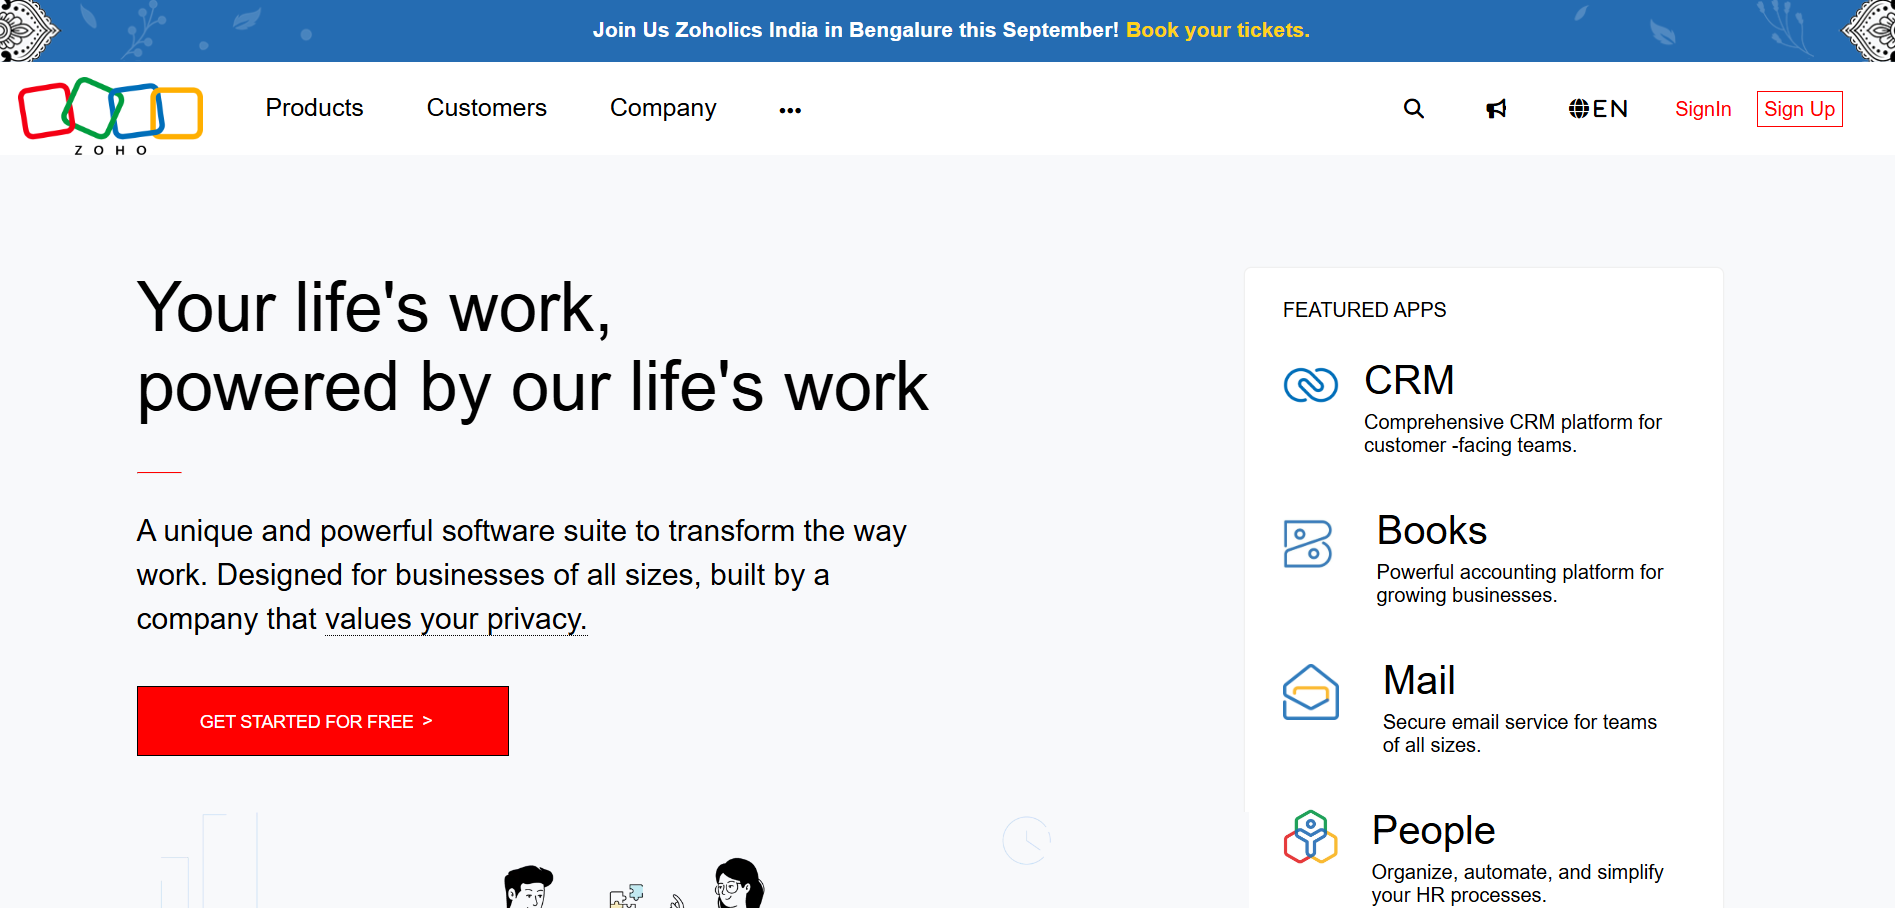 Join Us Zoholics India in Bengalure this September! Book your tickets.
ZOHO
Products
Customers
Company
EN
SignIn
Sign Up
Your life's work,
powered by our life's work
A unique and powerful software suite to transform the way
work. Designed for businesses of all sizes, built by a
company that values your privacy.
GET STARTED FOR FREE >
FEATURED APPS
CRM
Comprehensive CRM platform for
customer -facing teams.
Books
Powerful accounting platform for
growing businesses.
Mail
Secure email service for teams
of all sizes.
People
Organize, automate, and simplify
your HR processes.